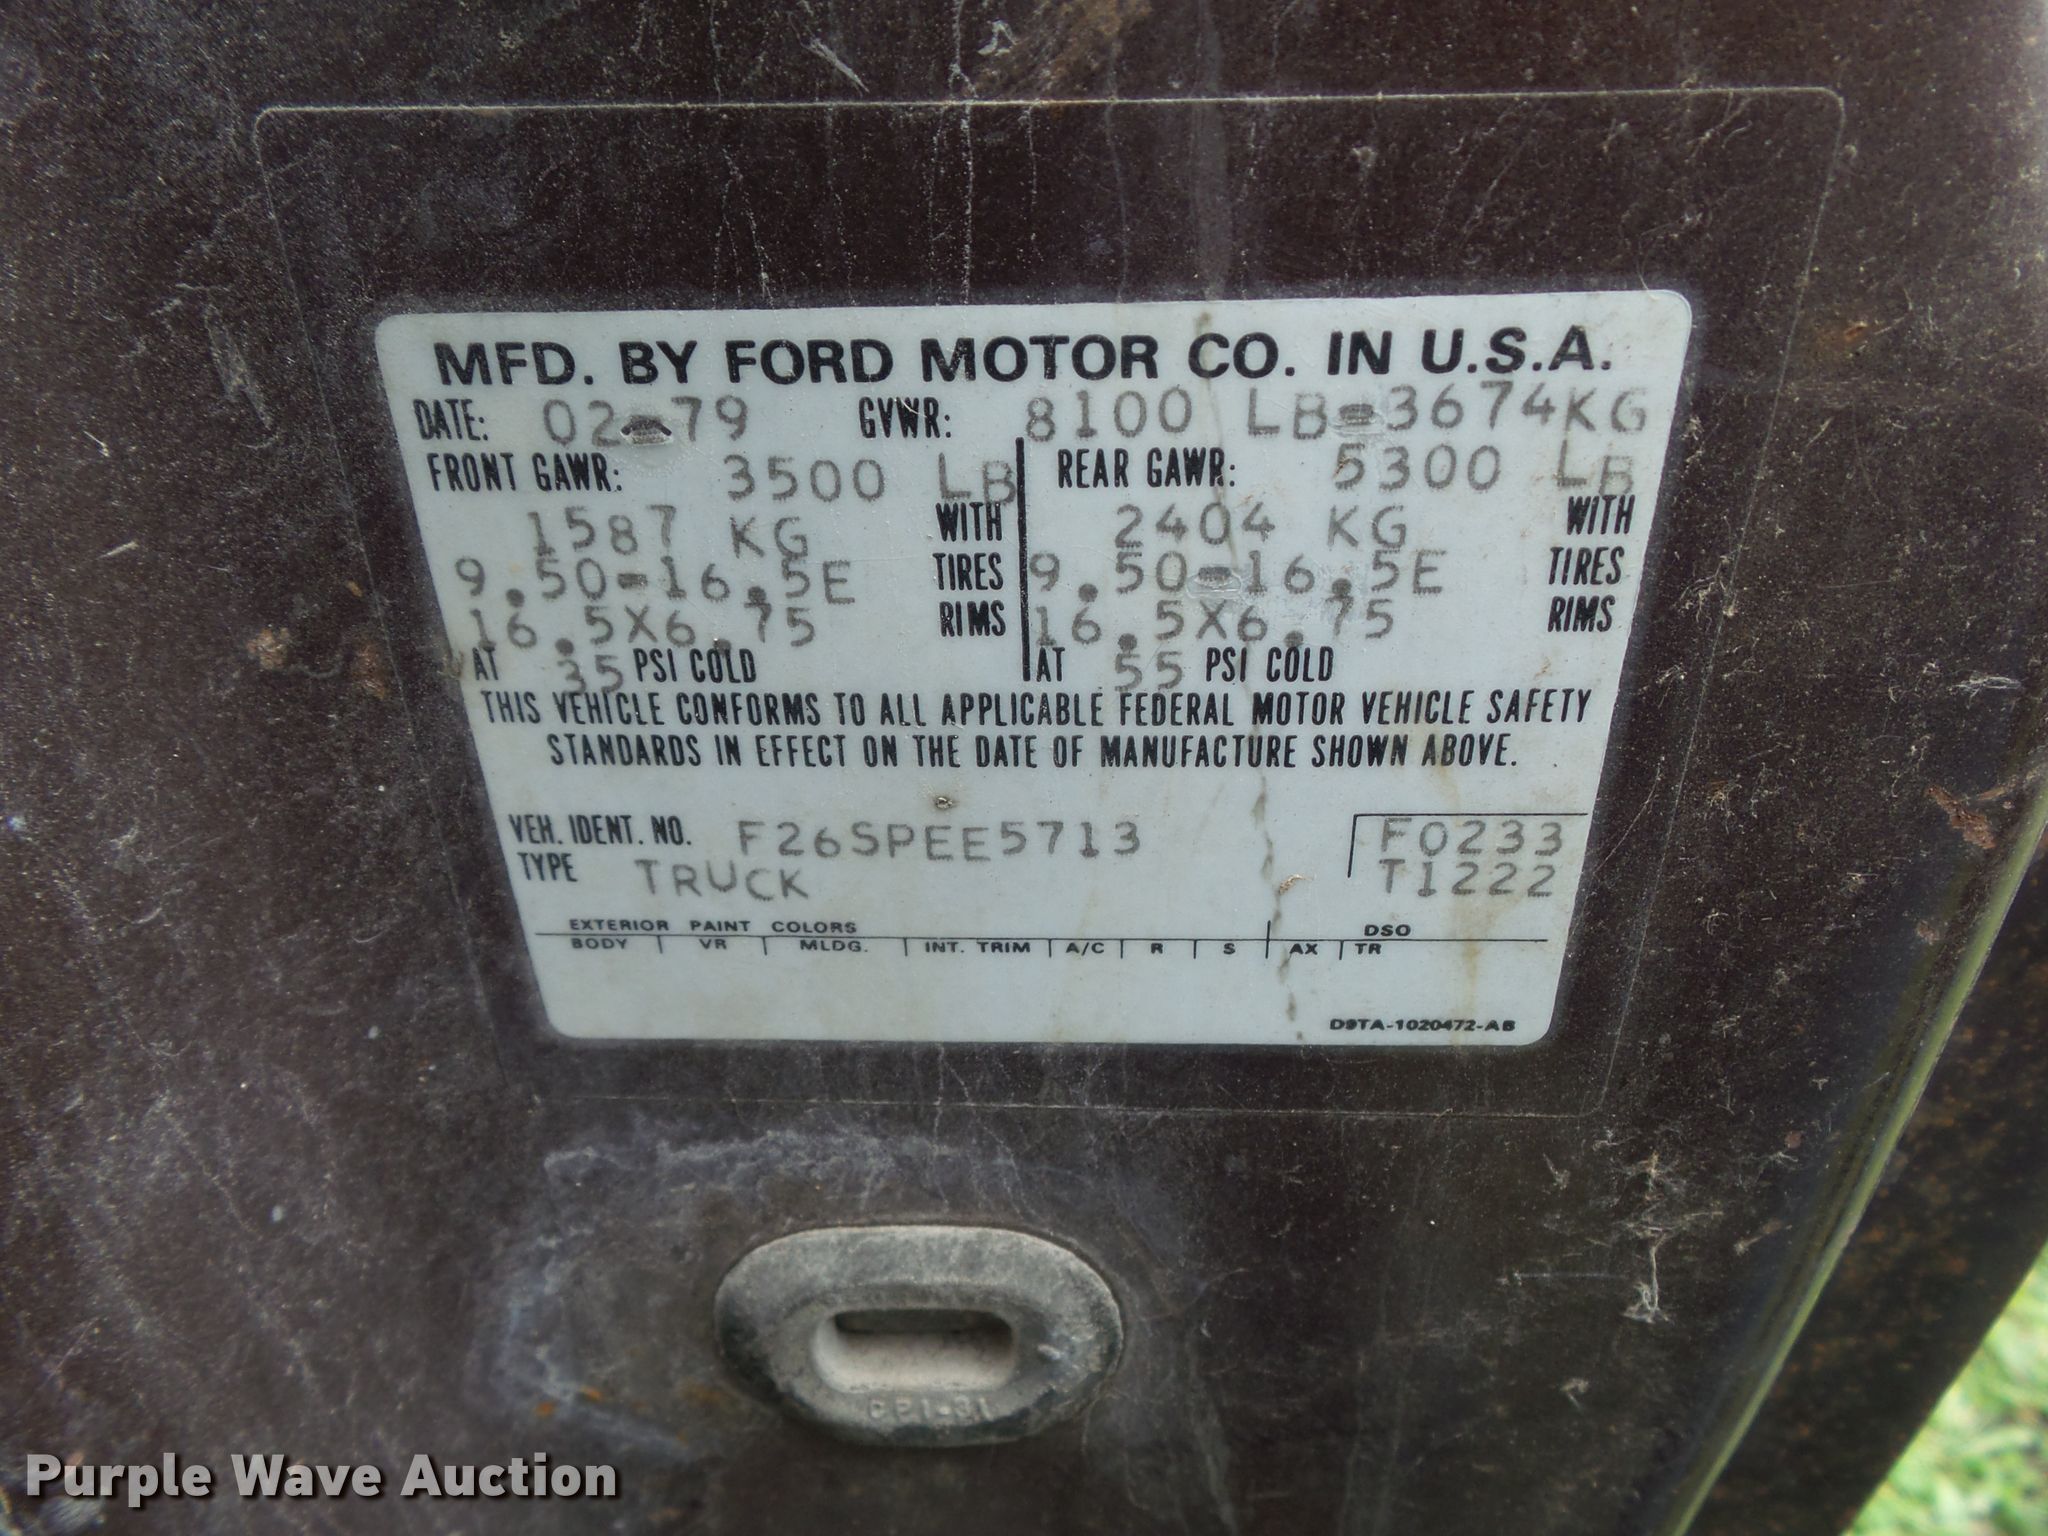 MFD. BY FORD MOTOR CO. IN U.S.A.
DATE: 02-79 GVWR: 8100 LB-3674KG
FRONT GAWR: 3500 LB REAR GAWR: 5300 LB
1587 KG WITH 2404 KG WITH
9.50-16.5E TIRES 9.50-16.5E TIRES
16.5X6.75 RIMS 16.5X6.75 RIMS
AT 35 PSI COLD AT 55 PSI COLD
THIS VEHICLE CONFORMS TO ALL APPLICABLE FEDERAL MOTOR VEHICLE SAFETY
STANDARDS IN EFFECT ON THE DATE OF MANUFACTURE SHOWN ABOVE.
VEH. IDENT. NO. F26SPEE5713 F0233
TYPE TRUCK T1222
EXTERIOR PAINT COLORS DSO
BODY VR MLDG. INT. TRIM A/C R S AX TR
D9TA-1020472-AB
Purple Wave Auction